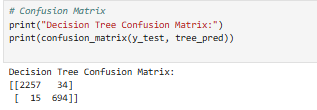 # Confusion Matrix
print("Decision Tree Confusion Matrix:")
print(confusion_matrix(y_test, tree_pred))
Decision Tree Confusion Matrix:
[[2257   34]
 [  15  694]]